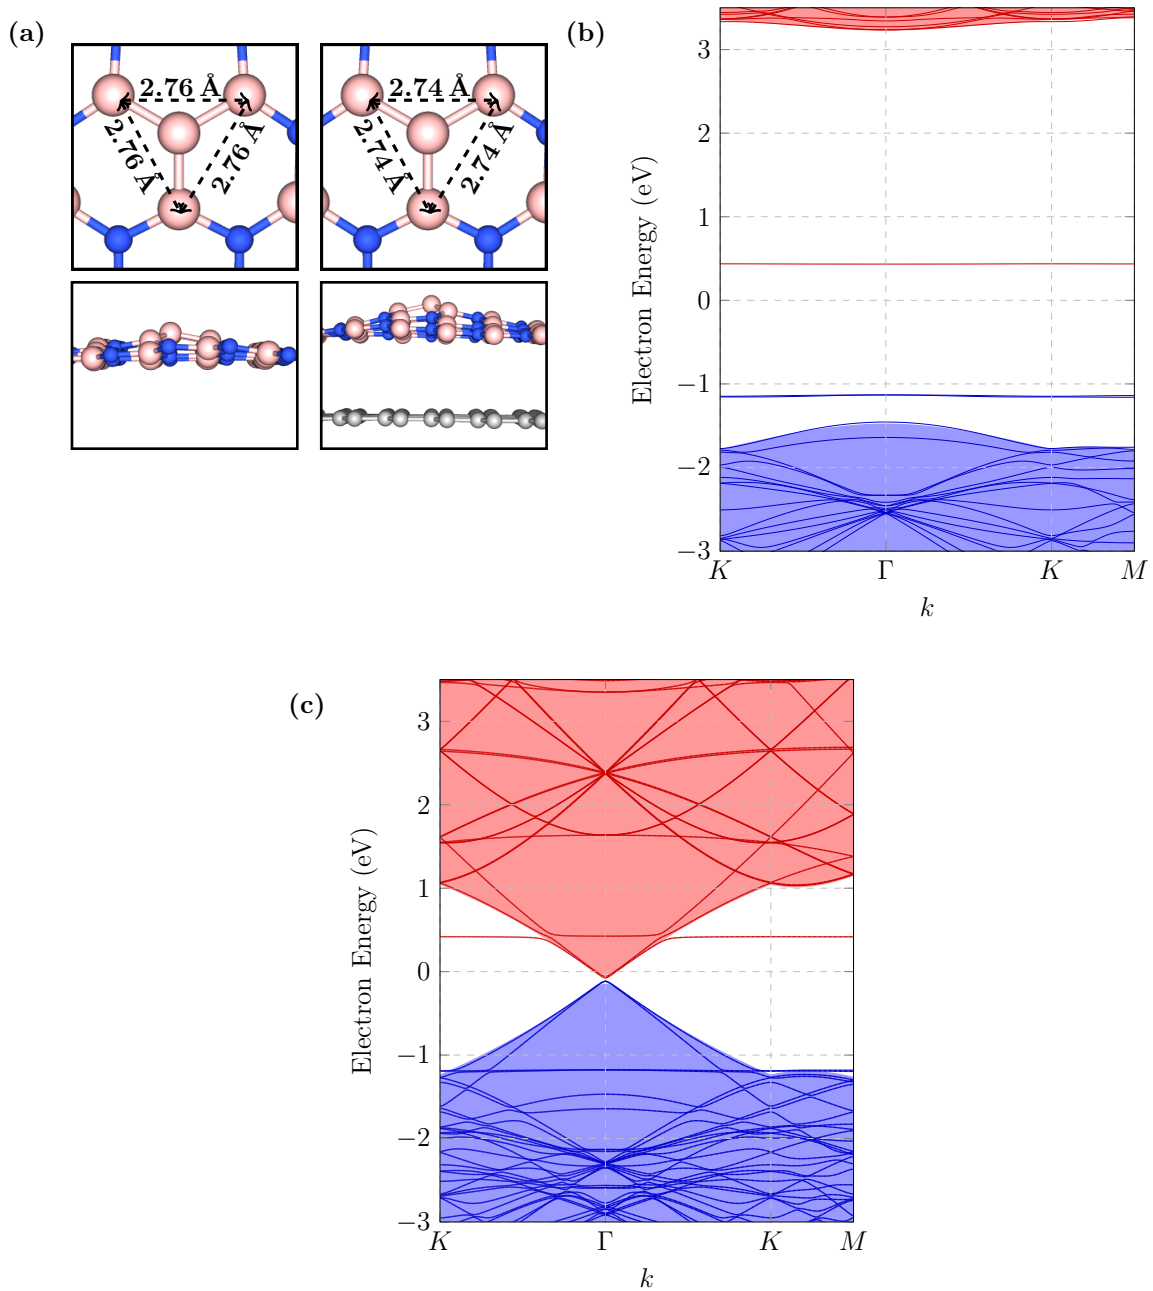 (a)
2.76 Å
2.76 Å
2.76 Å
2.74 Å
2.74 Å
2.74 Å
(b)
Electron Energy (eV)
3
2
1
0
−1
−2
−3
K Γ K M
k
(c)
Electron Energy (eV)
3
2
1
0
−1
−2
−3
K Γ K M
k